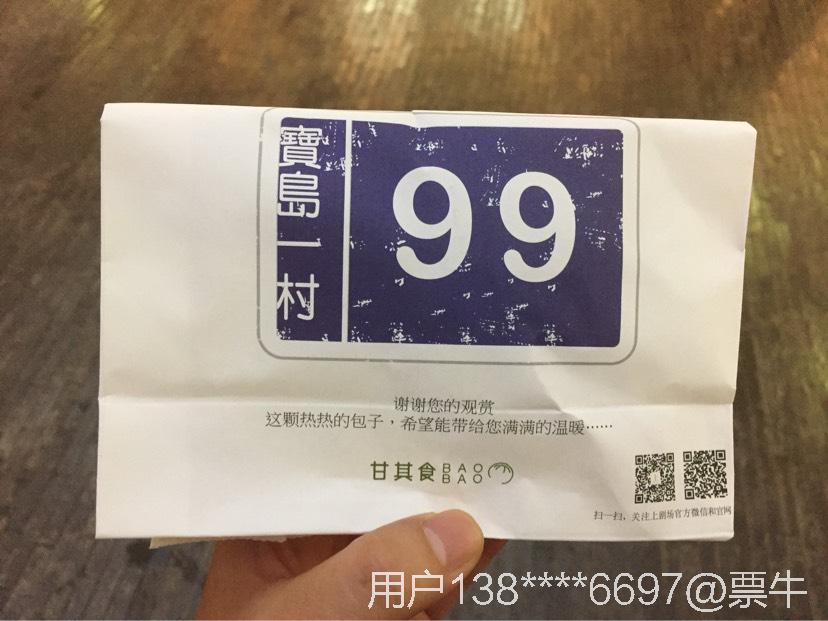 寶島一村
99
谢谢您的观赏
这颗热热的包子，希望能带给您满满的温暖……
甘其食 BAO BAO
扫一扫，关注上剧场官方微信和官网
用户138****6697@票牛